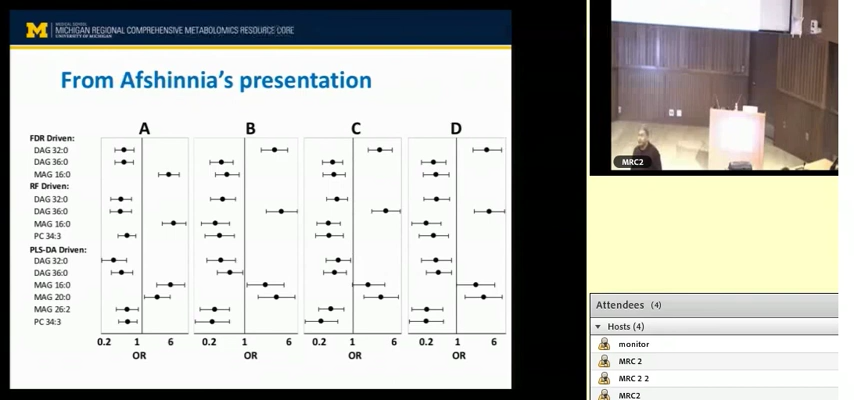 M
MEDICAL SCHOOL
MICHIGAN REGIONAL COMPREHENSIVE METABOLOMICS RESOURCE CORE
UNIVERSITY OF MICHIGAN
From Afshinnia's presentation
A B C D
FDR Driven:
DAG 32:0
DAG 36:0
MAG 16:0
RF Driven:
DAG 32:0
DAG 36:0
MAG 16:0
PC 34:3
PLS-DA Driven:
DAG 32:0
DAG 36:0
MAG 16:0
MAG 20:0
MAG 26:2
PC 34:3
0.2 1 6 0.2 1 6 0.2 1 6 0.2 1 6
OR OR OR OR
MRC2
Attendees (4)
Hosts (4)
monitor
MRC 2
MRC 2 2
MRC2